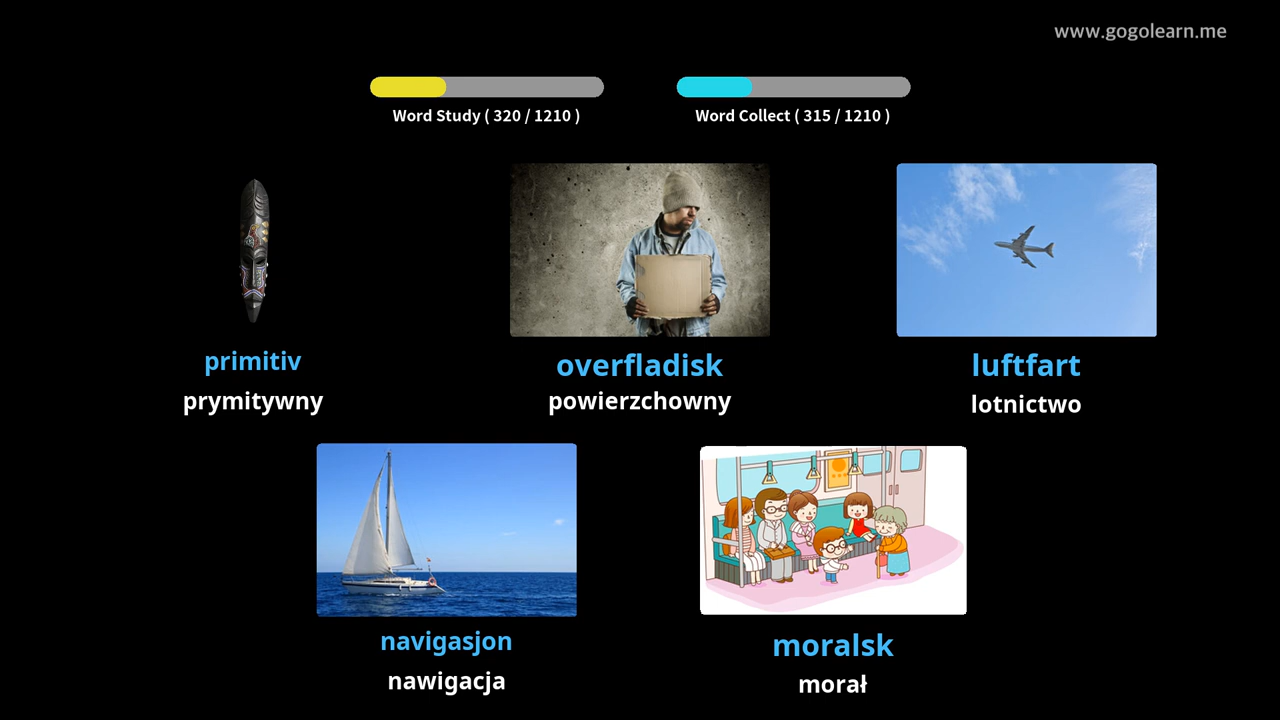 www.gogolearn.me
Word Study ( 320 / 1210 )
Word Collect ( 315 / 1210 )
primitiv
prymitywny
overfladisk
powierzchowny
luftfart
lotnictwo
navigasjon
nawigacja
moralsk
morał